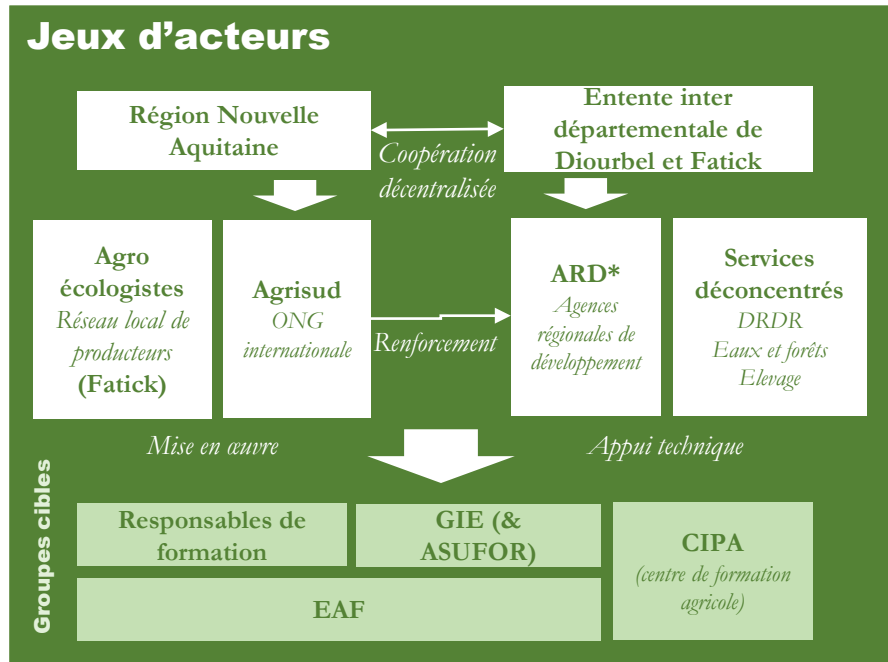 Jeux d'acteurs
Région Nouvelle
Aquitaine
Coopération
décentralisée
Entente inter
départementale de
Diourbel et Fatick
Agro
écologistes
Réseau local de
producteurs
(Fatick)
Agrisud
ONG
internationale
Renforcement
ARD*
Agences
régionales de
développement
Services
déconcentrés
DRDR
Eaux et forêts
Elevage
Mise en œuvre
Appui technique
Groupes cibles
Responsables de
formation
GIE (&
ASUFOR)
EAF
CIPA
(centre de formation
agricole)